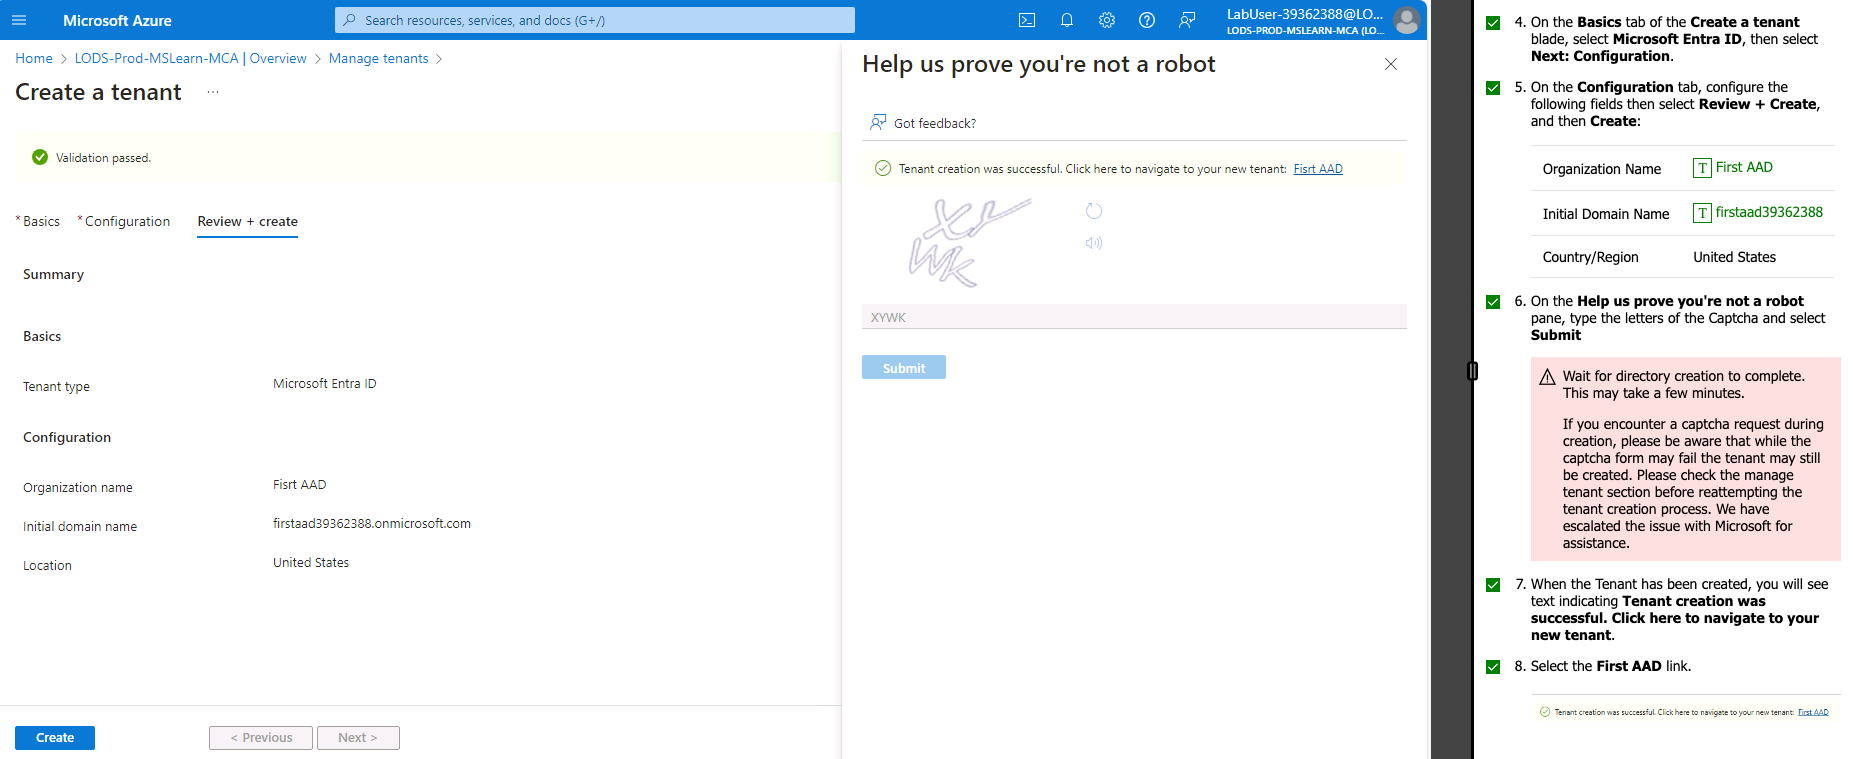 Microsoft Azure
Search resources, services, and docs (G+/)
LabUser-39362388@LO...
LODS-PROD-MSLEARN-MCA (LO...
Home > LODS-Prod-MSLearn-MCA | Overview > Manage tenants >
Create a tenant ...
Validation passed.
* Basics * Configuration Review + create
Summary
Basics
Tenant type Microsoft Entra ID
Configuration
Organization name Fisrt AAD
Initial domain name firstaad39362388.onmicrosoft.com
Location United States
Create < Previous Next >
Help us prove you're not a robot
Got feedback?
Tenant creation was successful. Click here to navigate to your new tenant: Fisrt AAD
XY
WK
XYWK
Submit
4. On the Basics tab of the Create a tenant
blade, select Microsoft Entra ID, then select
Next: Configuration.
5. On the Configuration tab, configure the
following fields then select Review + Create,
and then Create:
Organization Name T First AAD
Initial Domain Name T firstaad39362388
Country/Region United States
6. On the Help us prove you're not a robot
pane, type the letters of the Captcha and select
Submit
Wait for directory creation to complete.
This may take a few minutes.
If you encounter a captcha request during
creation, please be aware that while the
captcha form may fail the tenant may still
be created. Please check the manage
tenant section before reattempting the
tenant creation process. We have
escalated the issue with Microsoft for
assistance.
7. When the Tenant has been created, you will see
text indicating Tenant creation was
successful. Click here to navigate to your
new tenant.
8. Select the First AAD link.
Tenant creation was successful. Click here to navigate to your new tenant: First AAD